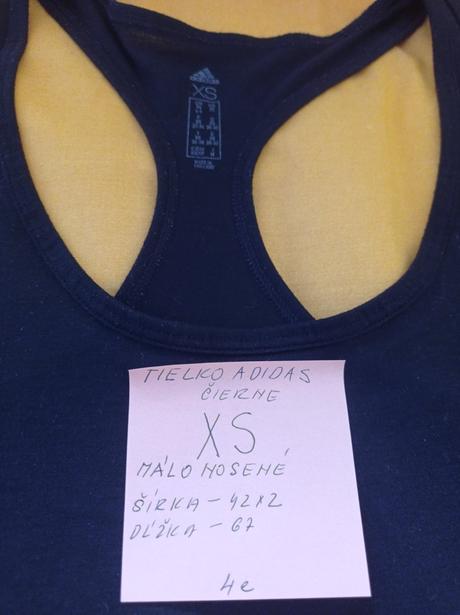 adidas
XS
TIELKO ADIDAS
ČIERNE
XS
MÁLO NOSENÉ
ŠÍRKA – 42x2
DĹŽKA – 67
4e